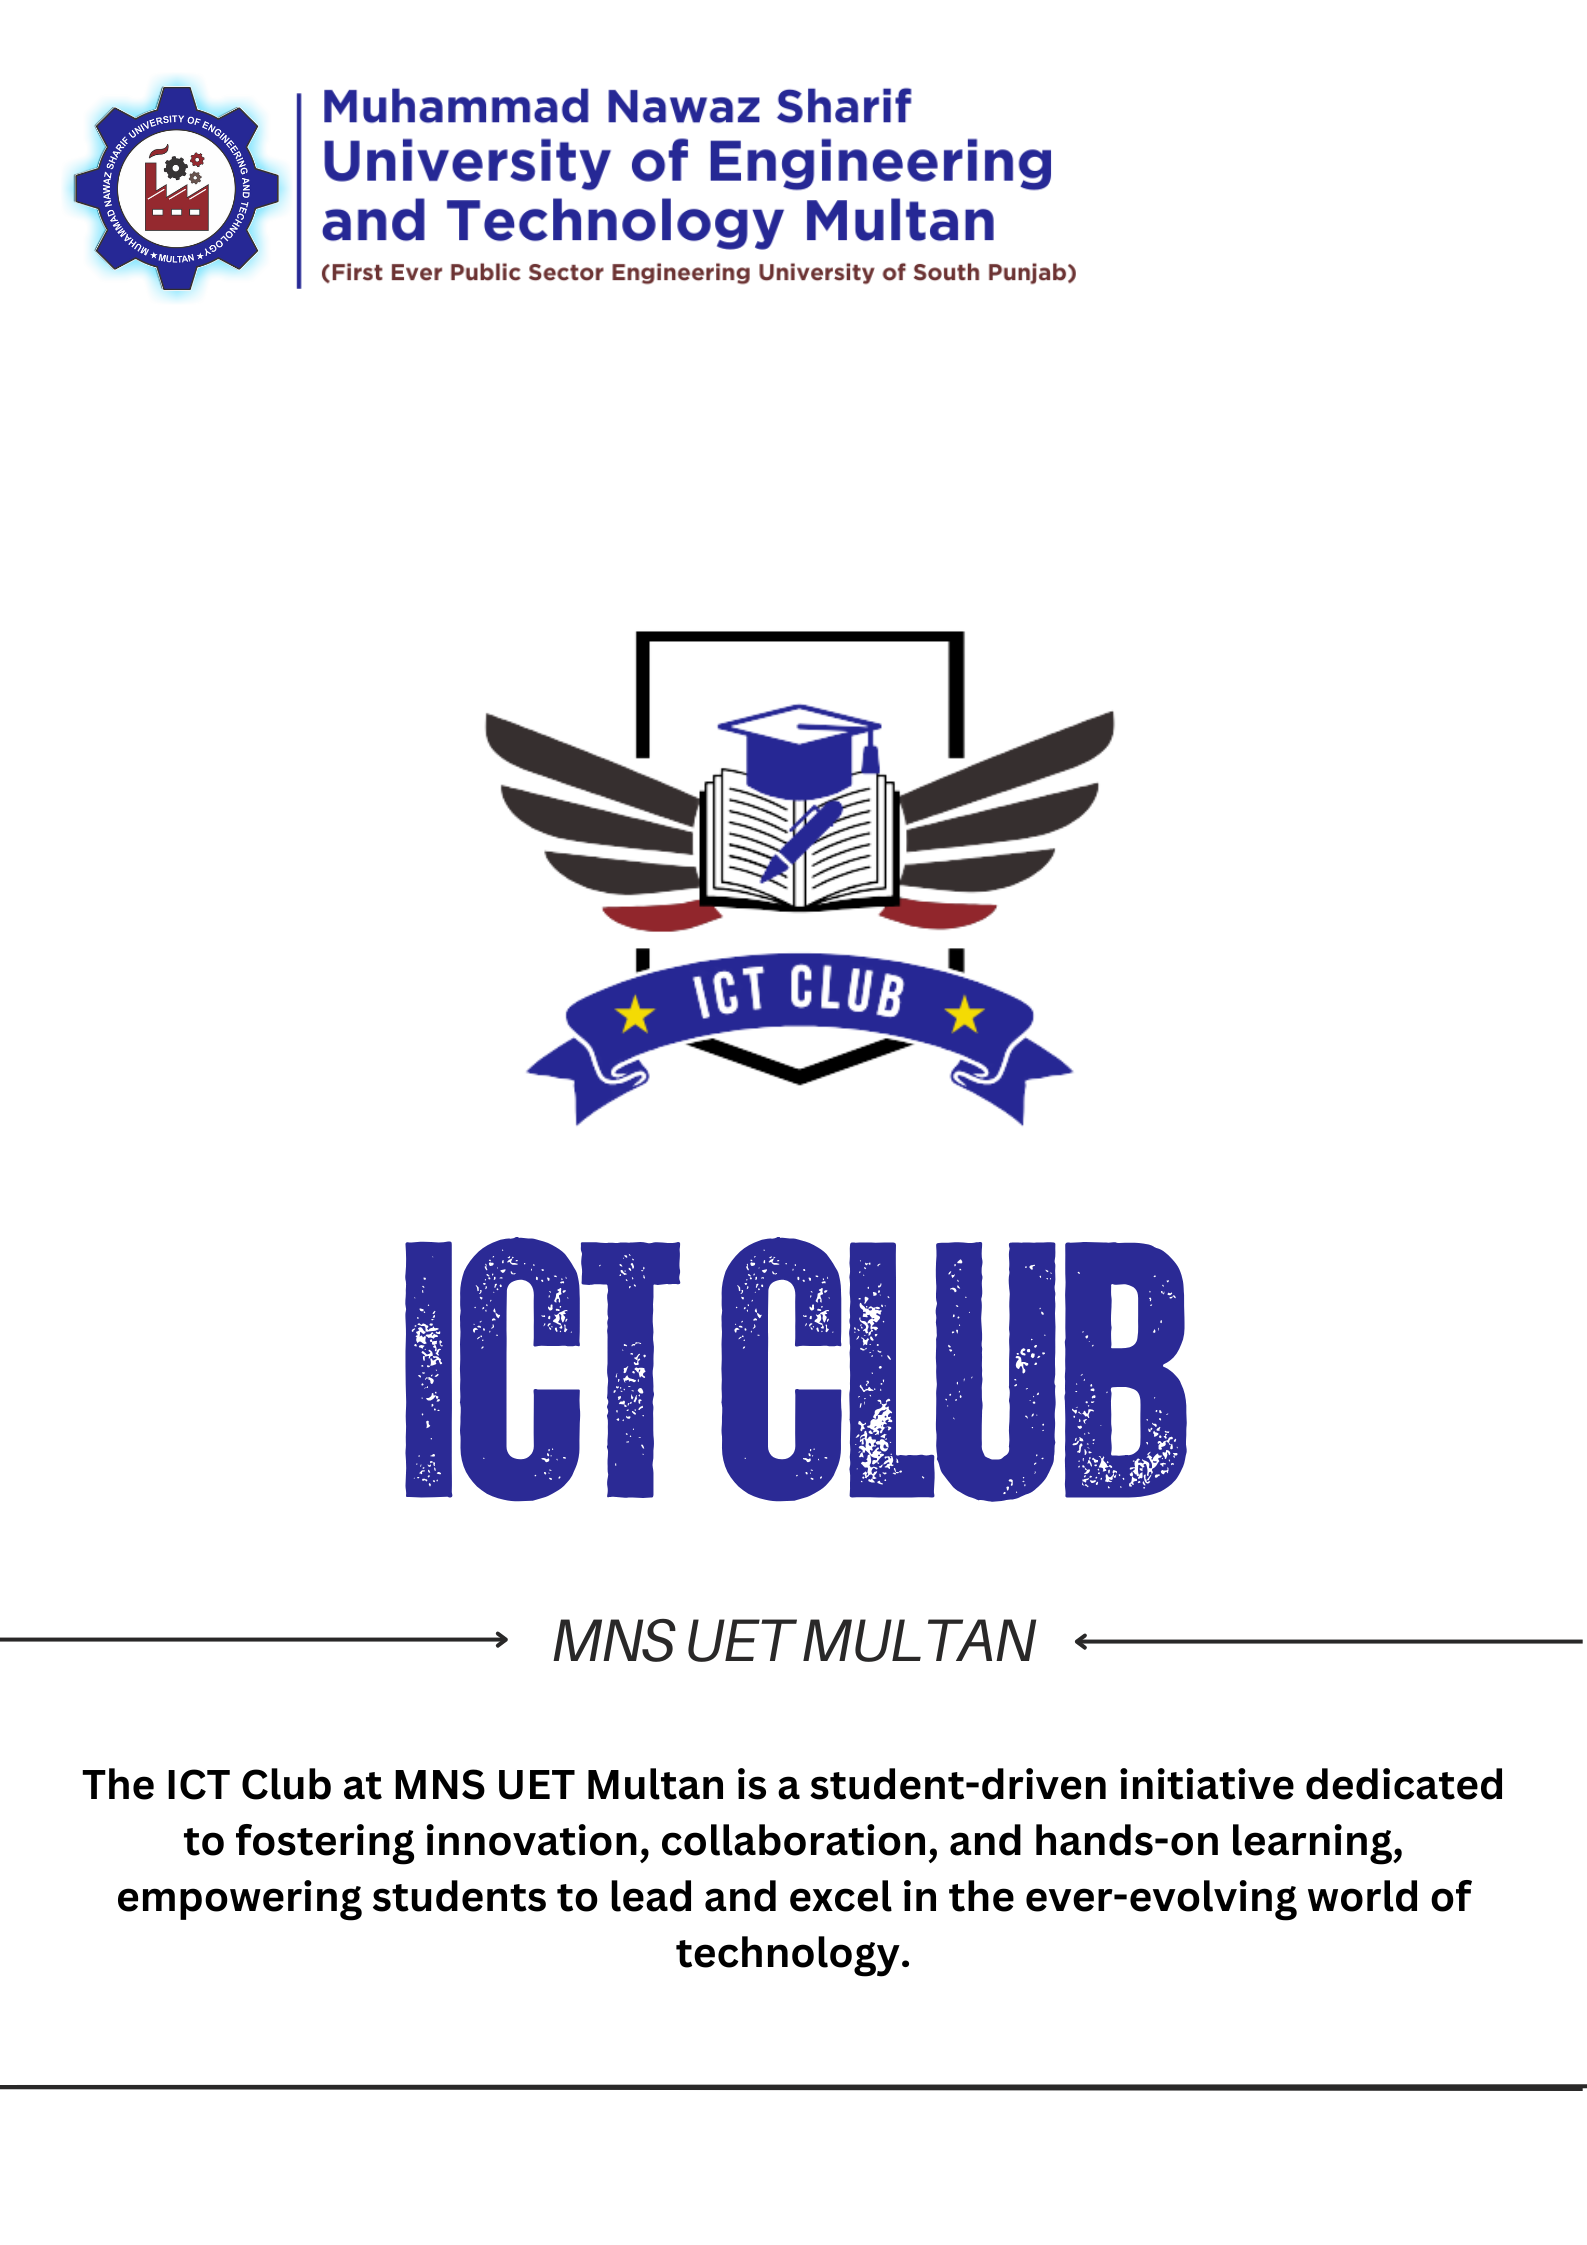 MUHAMMAD NAWAZ SHARIF UNIVERSITY OF ENGINEERING AND TECHNOLOGY
★ MULTAN ★
Muhammad Nawaz Sharif
University of Engineering
and Technology Multan
(First Ever Public Sector Engineering University of South Punjab)
ICT CLUB
ICT CLUB
MNS UET MULTAN
The ICT Club at MNS UET Multan is a student-driven initiative dedicated
to fostering innovation, collaboration, and hands-on learning,
empowering students to lead and excel in the ever-evolving world of
technology.